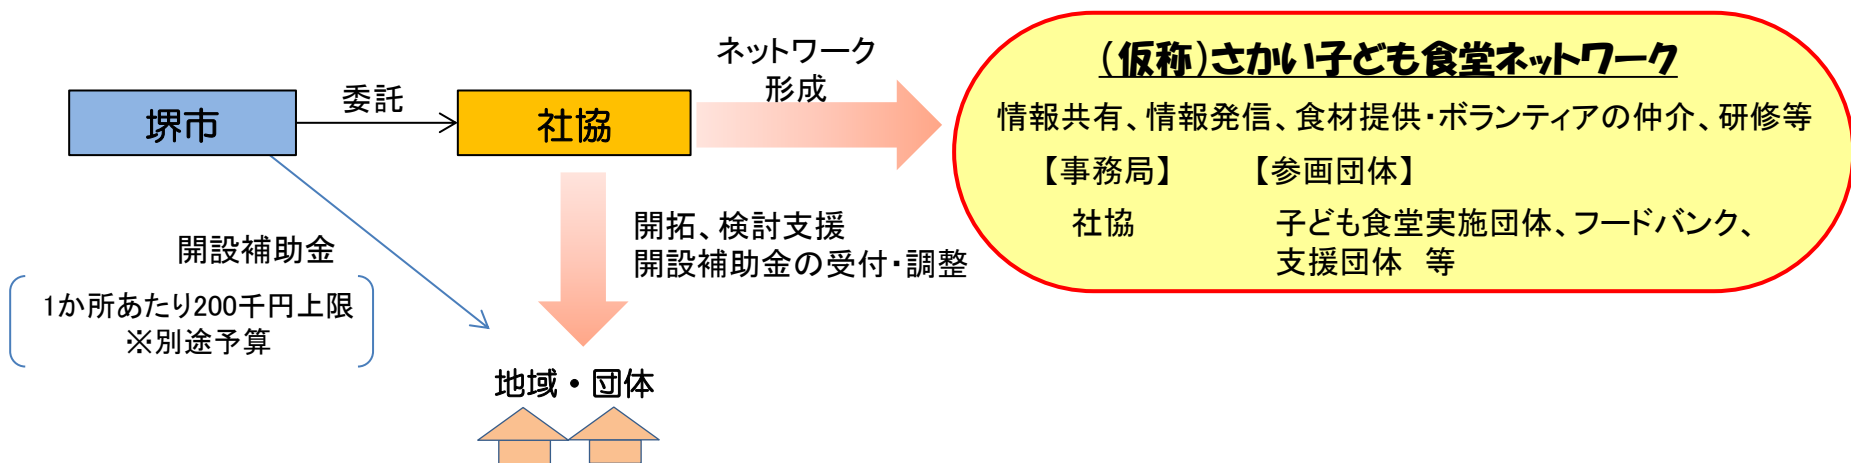 堺市
委託
社協
ネットワーク
形成
(仮称)さかい子ども食堂ネットワーク
情報共有、情報発信、食材提供・ボランティアの仲介、研修等
【事務局】
【参画団体】
社協
子ども食堂実施団体、フードバンク、
支援団体 等
開設補助金
1か所あたり200千円上限
※別途予算
開拓、検討支援
開設補助金の受付・調整
地域・団体